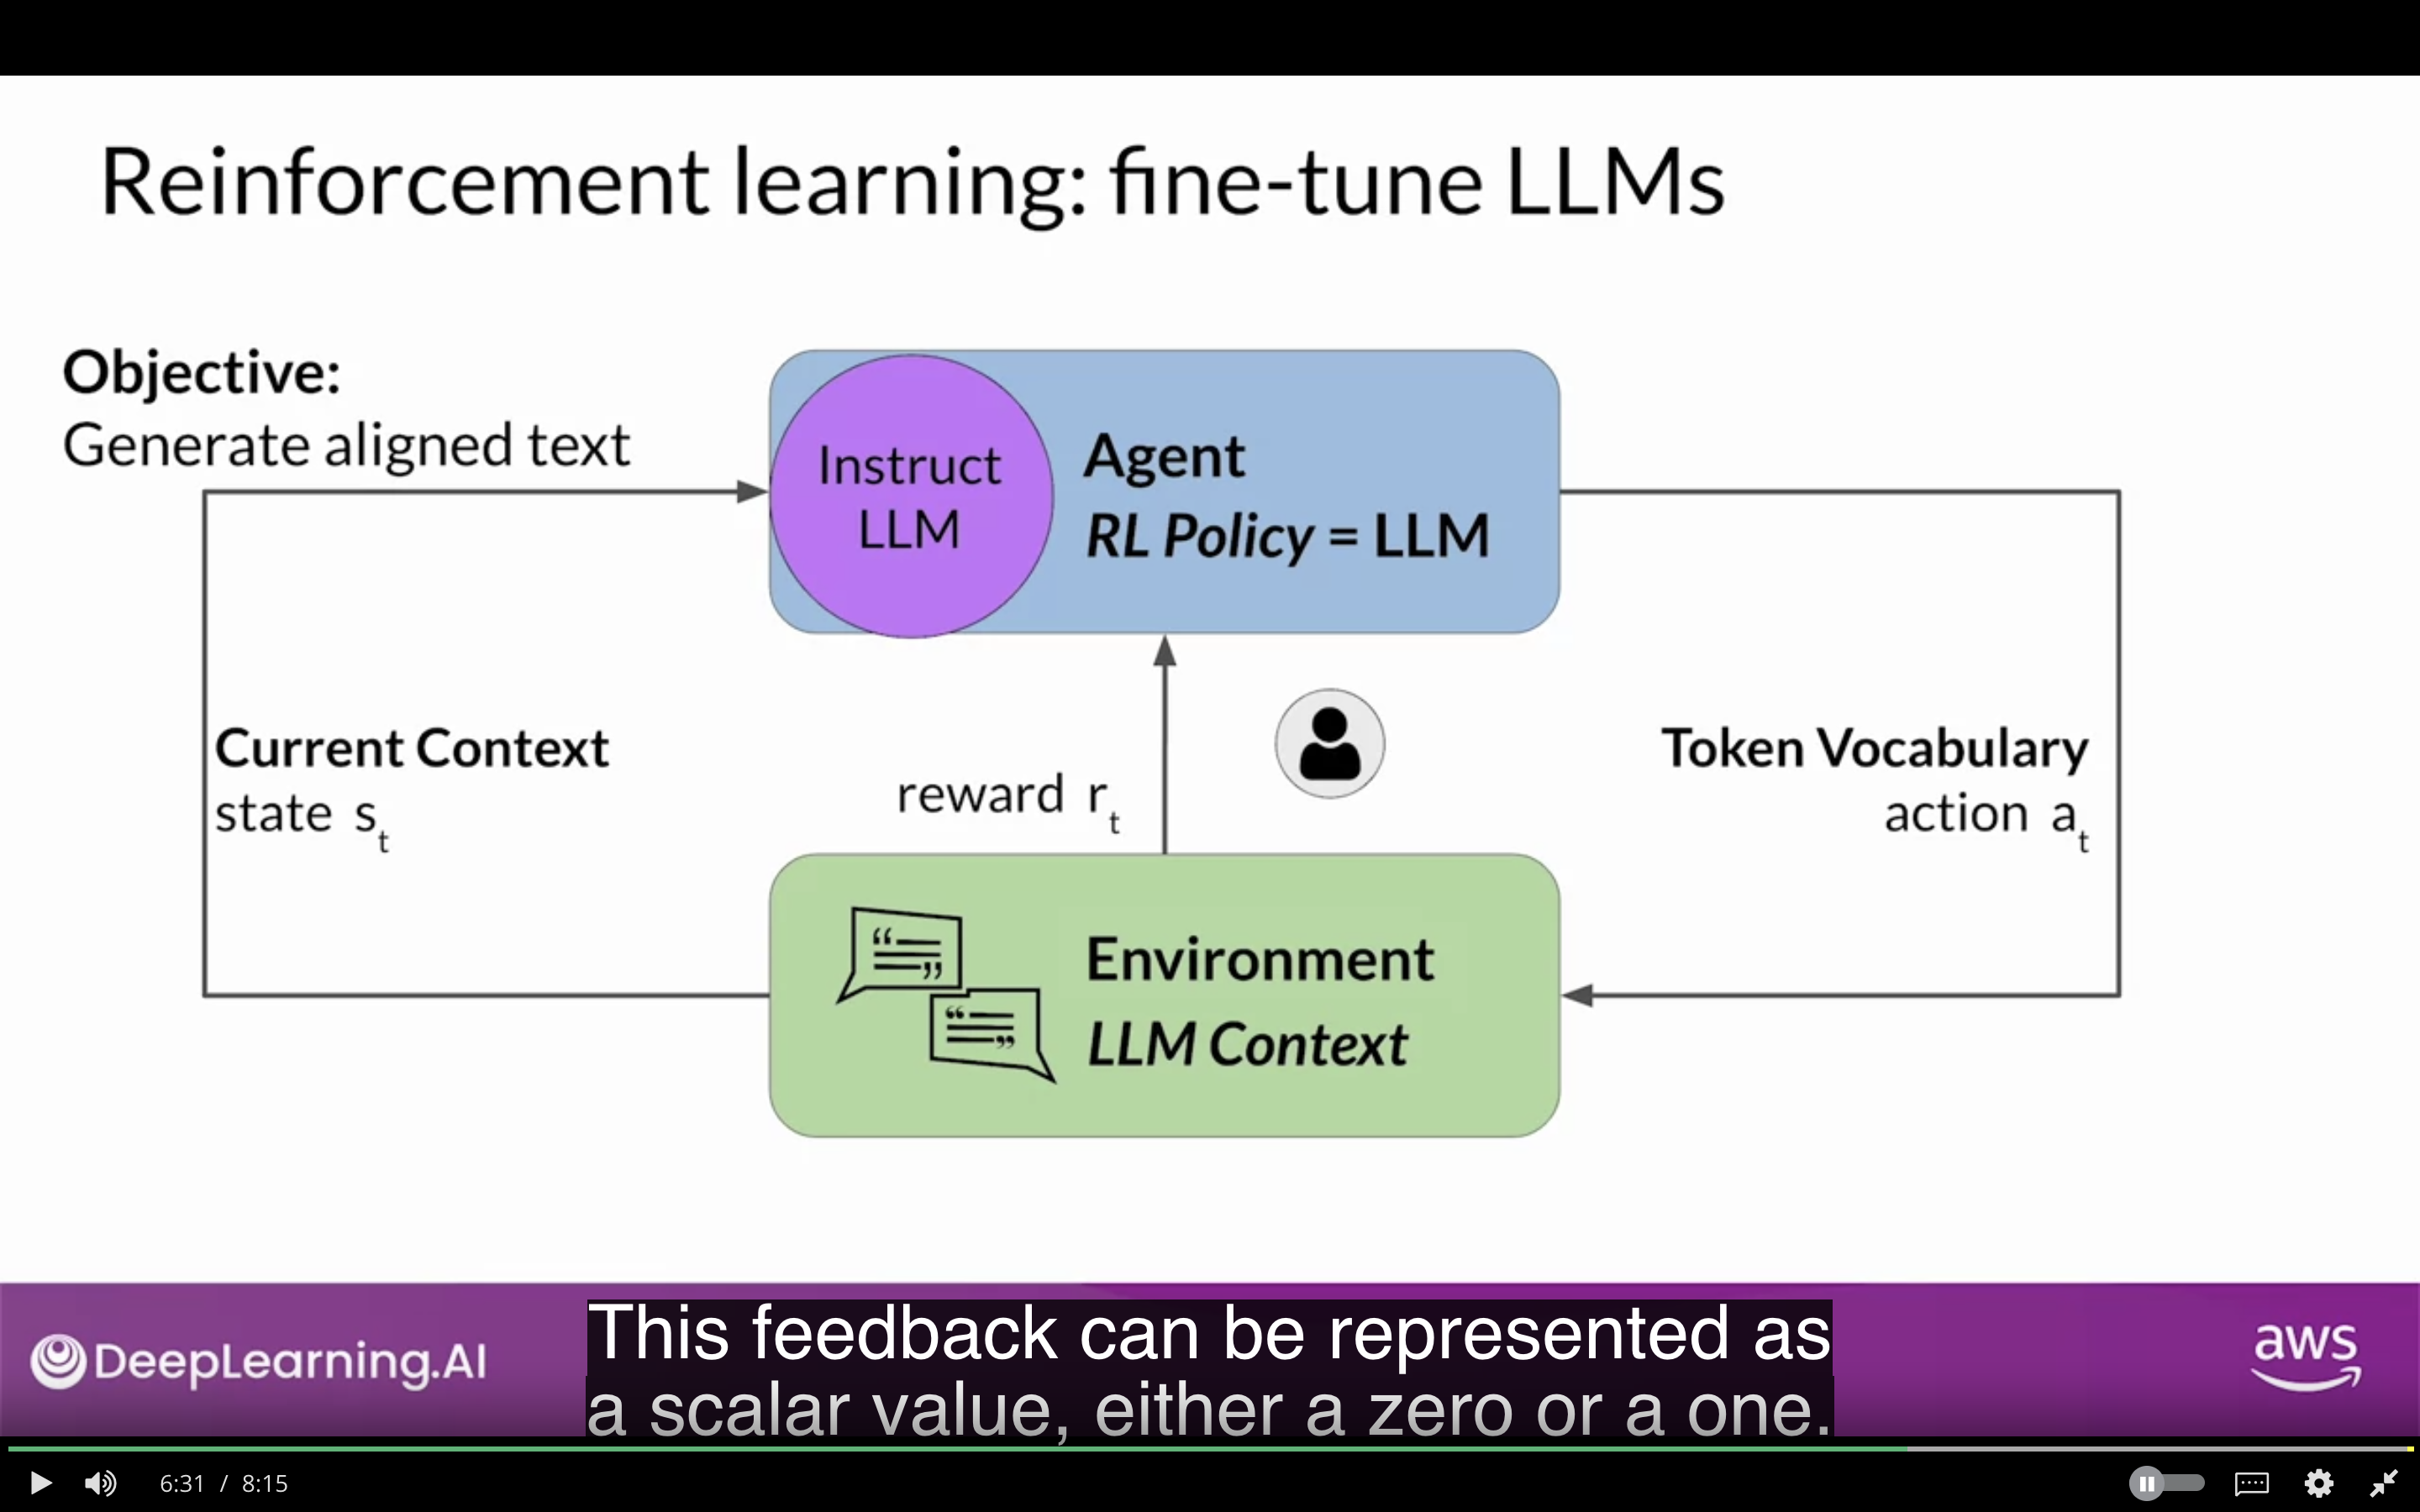 Reinforcement learning: fine-tune LLMs
Objective:
Generate aligned text
Instruct
LLM
Agent
RL Policy = LLM
Current Context
state s_t
reward r_t
Token Vocabulary
action a_t
Environment
LLM Context
DeepLearning.AI
This feedback can be represented as
a scalar value, either a zero or a one.
aws
6:31 / 8:15